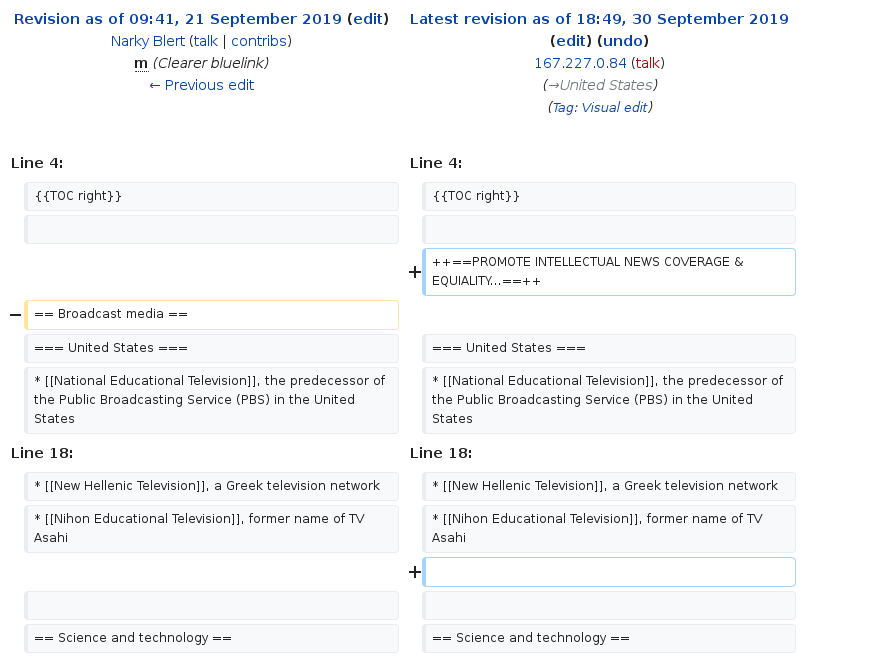 Revision as of 09:41, 21 September 2019 (edit)
Narky Blert (talk | contribs)
m (Clearer bluelink)
← Previous edit
Latest revision as of 18:49, 30 September 2019
(edit) (undo)
167.227.0.84 (talk)
(→United States)
(Tag: Visual edit)
Line 4:
Line 4:
{{TOC right}}
{{TOC right}}
+
++==PROMOTE INTELLECTUAL NEWS COVERAGE &
EQUIALITY...==++
−
== Broadcast media ==
=== United States ===
=== United States ===
* [[National Educational Television]], the predecessor of
the Public Broadcasting Service (PBS) in the United
States
* [[National Educational Television]], the predecessor of
the Public Broadcasting Service (PBS) in the United
States
Line 18:
Line 18:
* [[New Hellenic Television]], a Greek television network
* [[New Hellenic Television]], a Greek television network
* [[Nihon Educational Television]], former name of TV
Asahi
* [[Nihon Educational Television]], former name of TV
Asahi
+
== Science and technology ==
== Science and technology ==